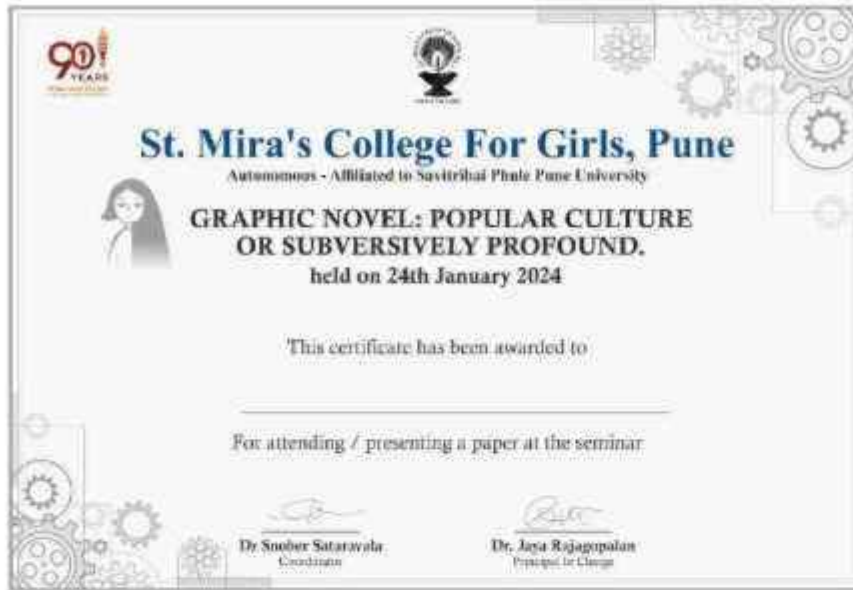 90
YEARS
St. Mira's College For Girls, Pune
Autonomous - Affiliated to Savitribai Phule Pune University
GRAPHIC NOVEL: POPULAR CULTURE
OR SUBVERSIVELY PROFOUND.
held on 24th January 2024
This certificate has been awarded to
For attending / presenting a paper at the seminar
Dr Snober Sataravala
Coordinator
Dr. Jaya Rajagopalan
Principal In Charge